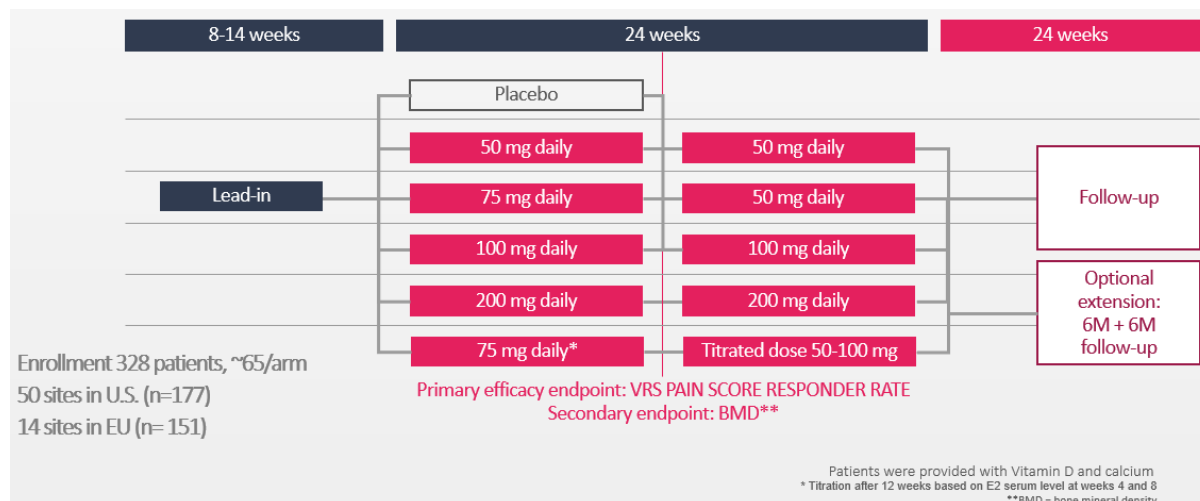 8-14 weeks
24 weeks
24 weeks
Placebo
50 mg daily
50 mg daily
Lead-in
75 mg daily
50 mg daily
Follow-up
100 mg daily
100 mg daily
200 mg daily
200 mg daily
Optional
extension:
6M + 6M
follow-up
75 mg daily*
Titrated dose 50-100 mg
Enrollment 328 patients, ~65/arm
50 sites in U.S. (n=177)
14 sites in EU (n= 151)
Primary efficacy endpoint: VRS PAIN SCORE RESPONDER RATE
Secondary endpoint: BMD**
Patients were provided with Vitamin D and calcium
* Titration after 12 weeks based on E2 serum level at weeks 4 and 8
**BMD = bone mineral density